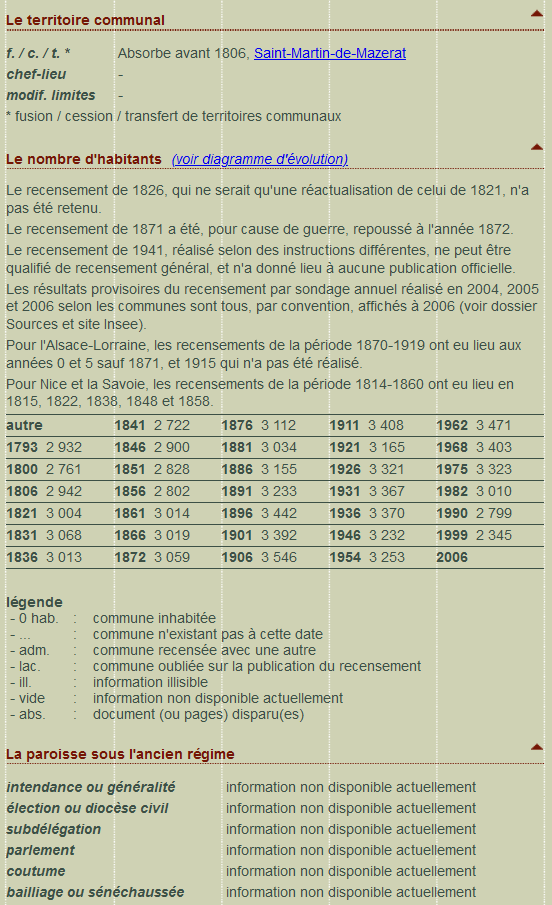 Le territoire communal
f. / c. / t. * Absorbe avant 1806, Saint-Martin-de-Mazerat
chef-lieu -
modif. limites -
* fusion / cession / transfert de territoires communaux
Le nombre d'habitants (voir diagramme d'évolution)
Le recensement de 1826, qui ne serait qu'une réactualisation de celui de 1821, n'a
pas été retenu.
Le recensement de 1871 a été, pour cause de guerre, repoussé à l'année 1872.
Le recensement de 1941, réalisé selon des instructions différentes, ne peut être
qualifié de recensement général, et n'a donné lieu à aucune publication officielle.
Les résultats provisoires du recensement par sondage annuel réalisé en 2004, 2005
et 2006 selon les communes sont tous, par convention, affichés à 2006 (voir dossier
Sources et site Insee).
Pour l'Alsace-Lorraine, les recensements de la période 1870-1919 ont eu lieu aux
années 0 et 5 sauf 1871, et 1915 qui n'a pas été réalisé.
Pour Nice et la Savoie, les recensements de la période 1814-1860 ont eu lieu en
1815, 1822, 1838, 1848 et 1858.
autre 1841 2 722 1876 3 112 1911 3 408 1962 3 471
1793 2 932 1846 2 900 1881 3 034 1921 3 165 1968 3 403
1800 2 761 1851 2 828 1886 3 155 1926 3 321 1975 3 323
1806 2 942 1856 2 802 1891 3 233 1931 3 367 1982 3 010
1821 3 004 1861 3 014 1896 3 442 1936 3 370 1990 2 799
1831 3 068 1866 3 019 1901 3 392 1946 3 232 1999 2 345
1836 3 013 1872 3 059 1906 3 546 1954 3 253 2006
légende
- 0 hab. : commune inhabitée
- ... : commune n'existant pas à cette date
- adm. : commune recensée avec une autre
- lac. : commune oubliée sur la publication du recensement
- ill. : information illisible
- vide : information non disponible actuellement
- abs. : document (ou pages) disparu(es)
La paroisse sous l'ancien régime
intendance ou généralité information non disponible actuellement
élection ou diocèse civil information non disponible actuellement
subdélégation information non disponible actuellement
parlement information non disponible actuellement
coutume information non disponible actuellement
bailliage ou sénéchaussée information non disponible actuellement